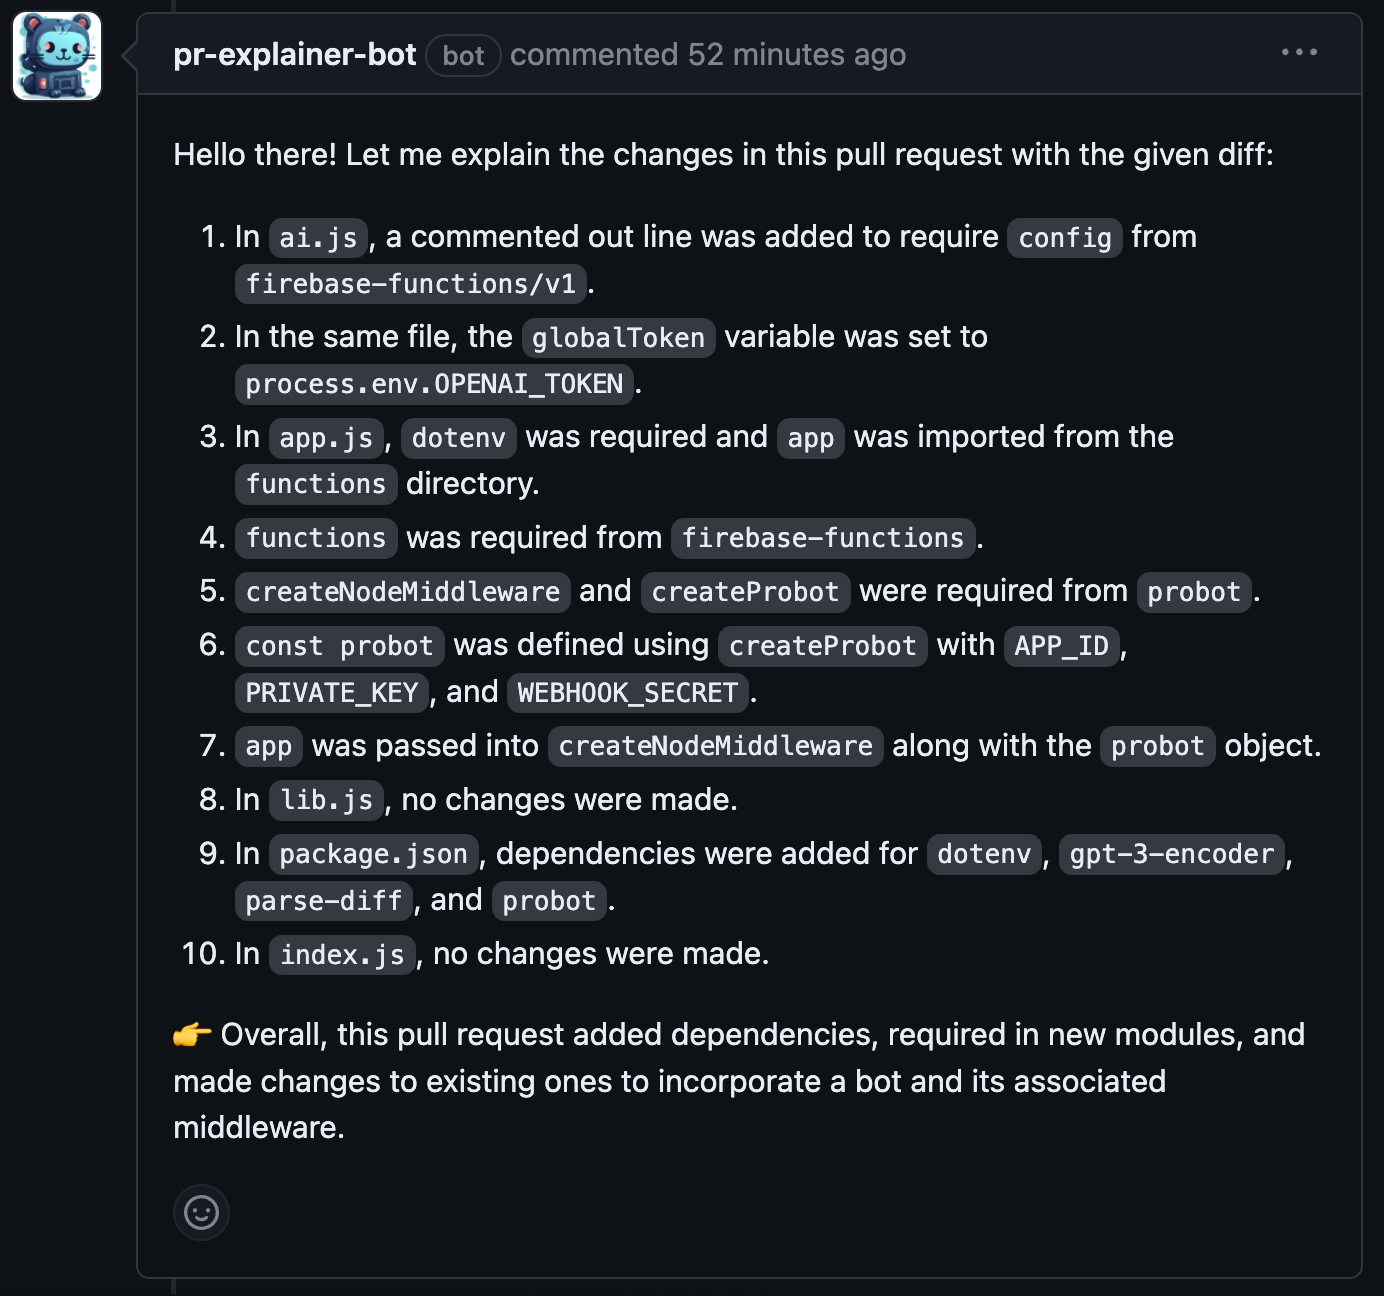 pr-explainer-bot bot commented 52 minutes ago
Hello there! Let me explain the changes in this pull request with the given diff:
1. In ai.js, a commented out line was added to require config from
firebase-functions/v1.
2. In the same file, the globalToken variable was set to
process.env.OPENAI_TOKEN.
3. In app.js, dotenv was required and app was imported from the
functions directory.
4. functions was required from firebase-functions.
5. createNodeMiddleware and createProbot were required from probot.
6. const probot was defined using createProbot with APP_ID,
PRIVATE_KEY, and WEBHOOK_SECRET.
7. app was passed into createNodeMiddleware along with the probot object.
8. In lib.js, no changes were made.
9. In package.json, dependencies were added for dotenv, gpt-3-encoder,
parse-diff, and probot.
10. In index.js, no changes were made.
👉 Overall, this pull request added dependencies, required in new modules, and
made changes to existing ones to incorporate a bot and its associated
middleware.